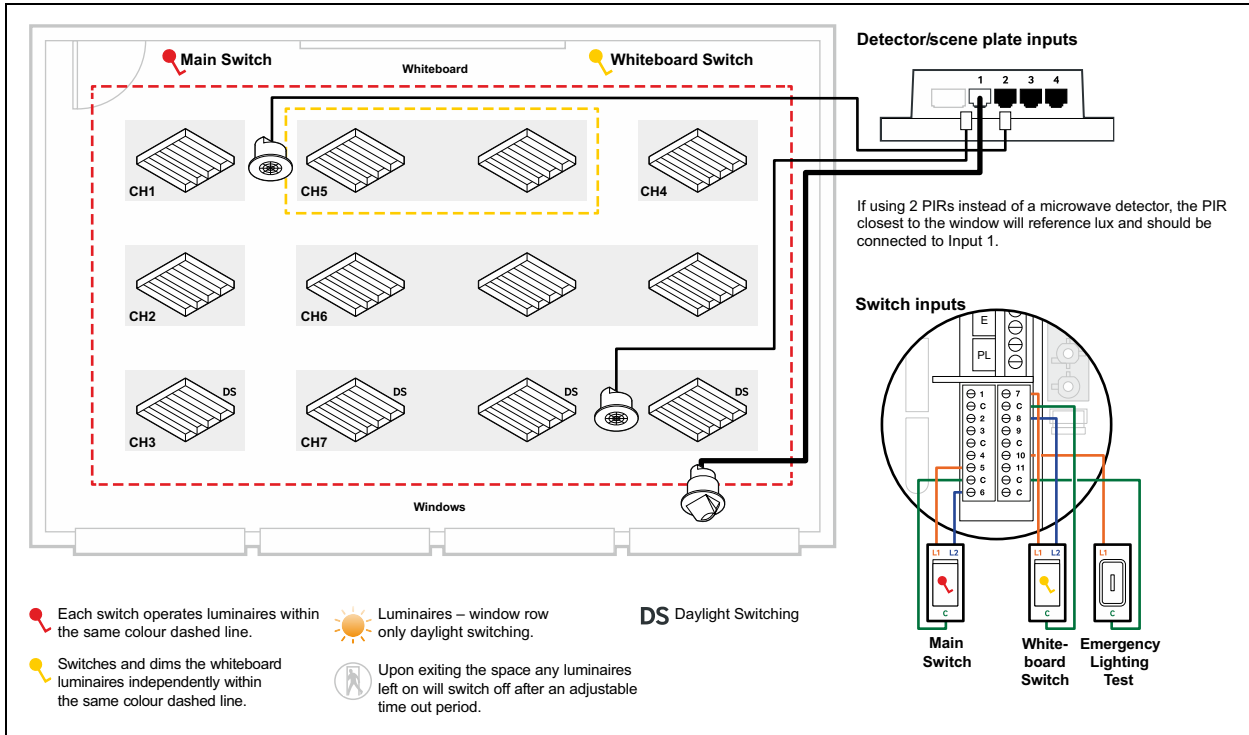 Main Switch
Whiteboard
Whiteboard Switch
CH1
CH5
CH4
CH2
CH6
CH3
DS
CH7
DS
DS
DS
Windows
Detector/scene plate inputs
1 2 3 4
If using 2 PIRs instead of a microwave detector, the PIR
closest to the window will reference lux and should be
connected to Input 1.
Switch inputs
E
PL
1 7
C C
2 8
3 9
C C
4 10
5 11
C C
6 C
L1 L2
C
L1 L2
C
L1
C
Main
Switch
White-
board
Switch
Emergency
Lighting
Test
Each switch operates luminaires within
the same colour dashed line.
Switches and dims the whiteboard
luminaires independently within
the same colour dashed line.
Luminaires – window row
only daylight switching.
Upon exiting the space any luminaires
left on will switch off after an adjustable
time out period.
DS Daylight Switching